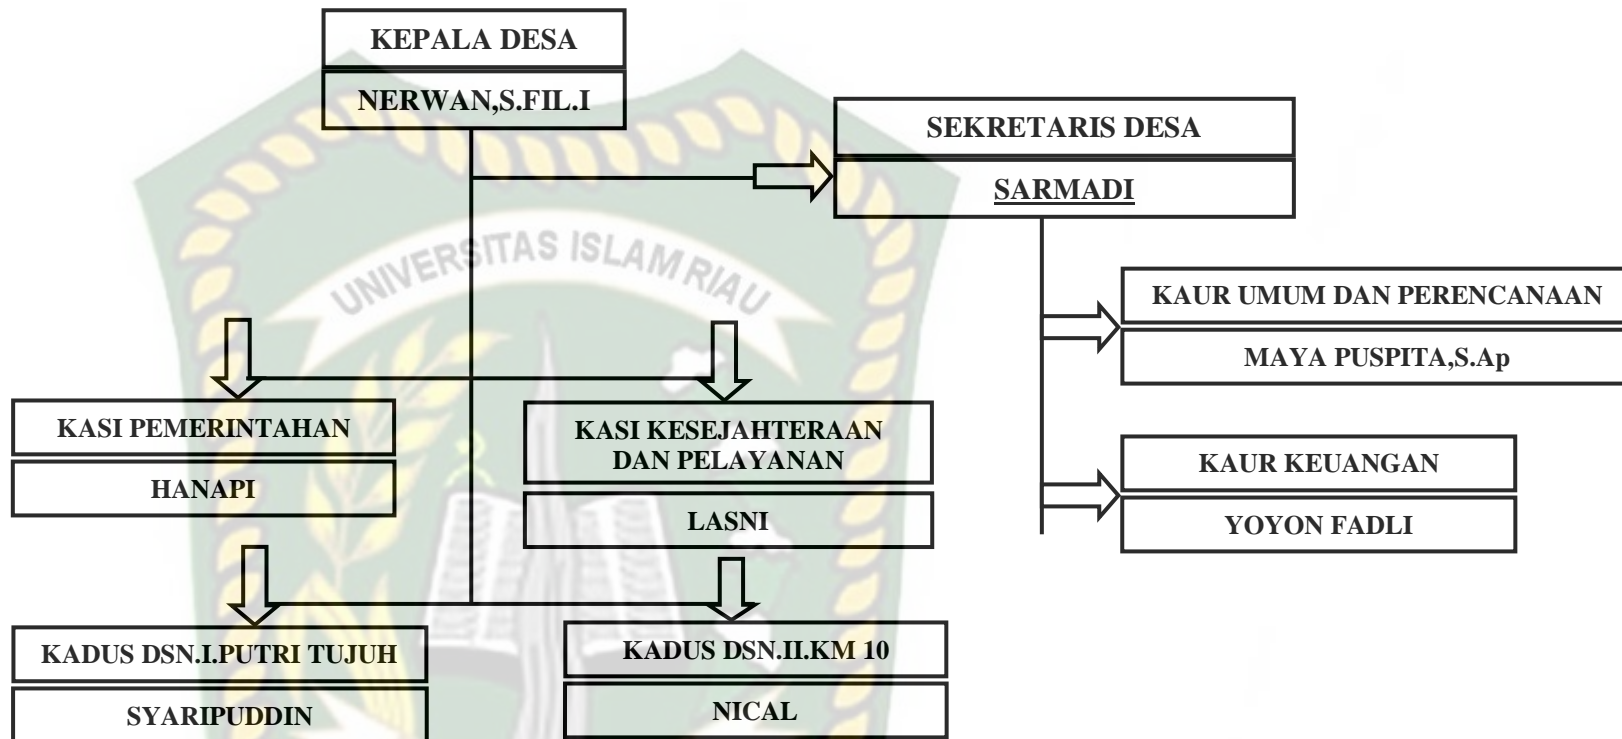 KEPALA DESA
NERWAN,S.FIL.I
SEKRETARIS DESA
SARMADI
UNIVERSITAS ISLAM RIAU
KAUR UMUM DAN PERENCANAAN
MAYA PUSPITA,S.Ap
KASI PEMERINTAHAN
HANAPI
KASI KESEJAHTERAAN
DAN PELAYANAN
LASNI
KAUR KEUANGAN
YOYON FADLI
KADUS DSN.I.PUTRI TUJUH
SYARIPUDDIN
KADUS DSN.II.KM 10
NICAL